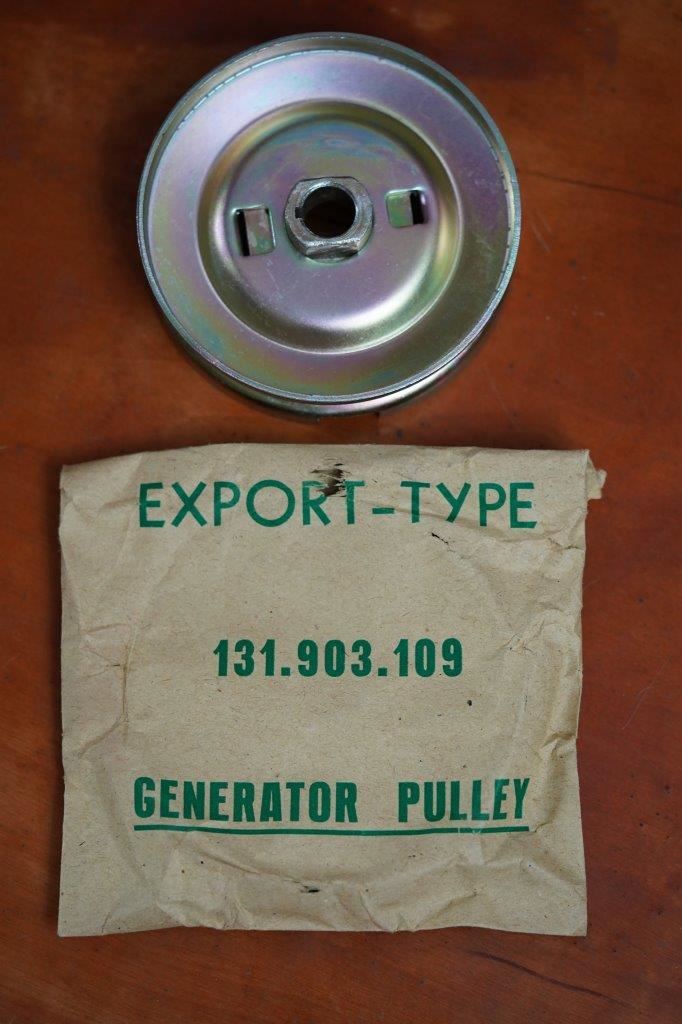 EXPORT-TYPE
131.903.109
GENERATOR PULLEY